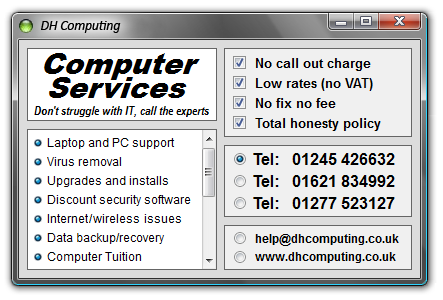 DH Computing
Computer
Services
Don't struggle with IT, call the experts
Laptop and PC support
Virus removal
Upgrades and installs
Discount security software
Internet/wireless issues
Data backup/recovery
Computer Tuition
No call out charge
Low rates (no VAT)
No fix no fee
Total honesty policy
Tel: 01245 426632
Tel: 01621 834992
Tel: 01277 523127
help@dhcomputing.co.uk
www.dhcomputing.co.uk